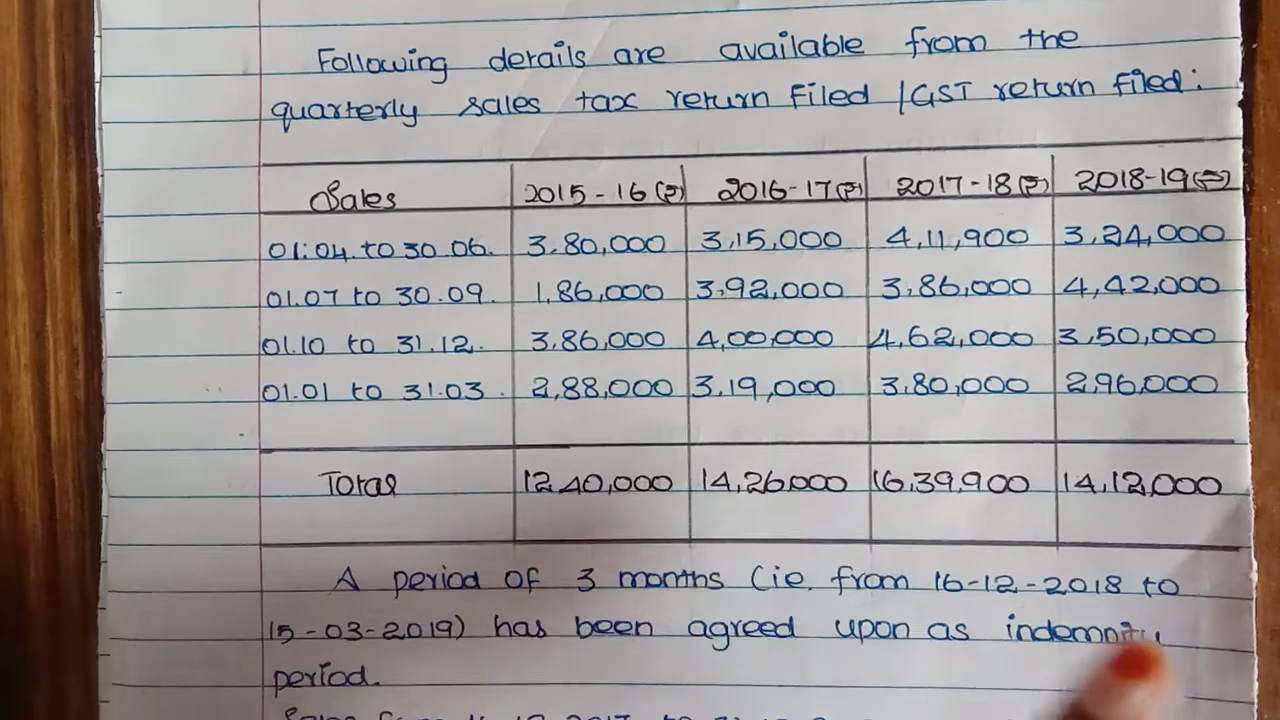 Following details are available from the
quarterly sales tax return filed /GST return filed:
Sales 2015-16(₹) 2016-17(₹) 2017-18(₹) 2018-19(₹)
01.04 to 30.06. 3,80,000 3,15,000 4,11,900 3,24,000
01.07 to 30.09. 1,86,000 3,92,000 3,86,000 4,42,000
01.10 to 31.12. 3,86,000 4,00,000 4,62,000 3,50,000
01.01 to 31.03. 2,88,000 3,19,000 3,80,000 2,96,000
Total 12,40,000 14,26,000 16,39,900 14,12,000
A period of 3 months (ie. from 16-12-2018 to
15-03-2019) has been agreed upon as indemnity
period.